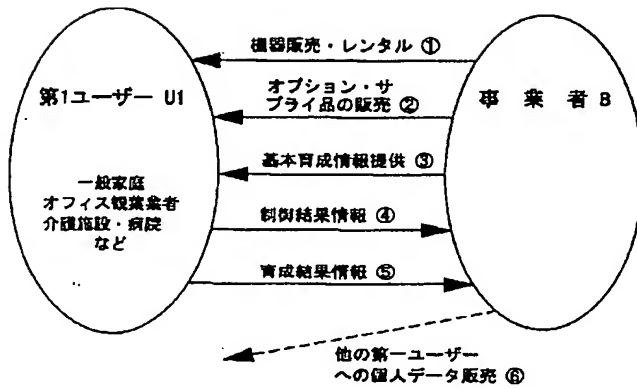 機器販売・レンタル ①
第1ユーザー U1
オプション・サ
プライ品の販売 ②
事 業 者 B
基本育成情報提供 ③
一般家庭
オフィス観葉業者
介護施設・病院
など
制御結果情報 ④
育成結果情報 ⑤
他の第一ユーザー
への個人データ販売 ⑥